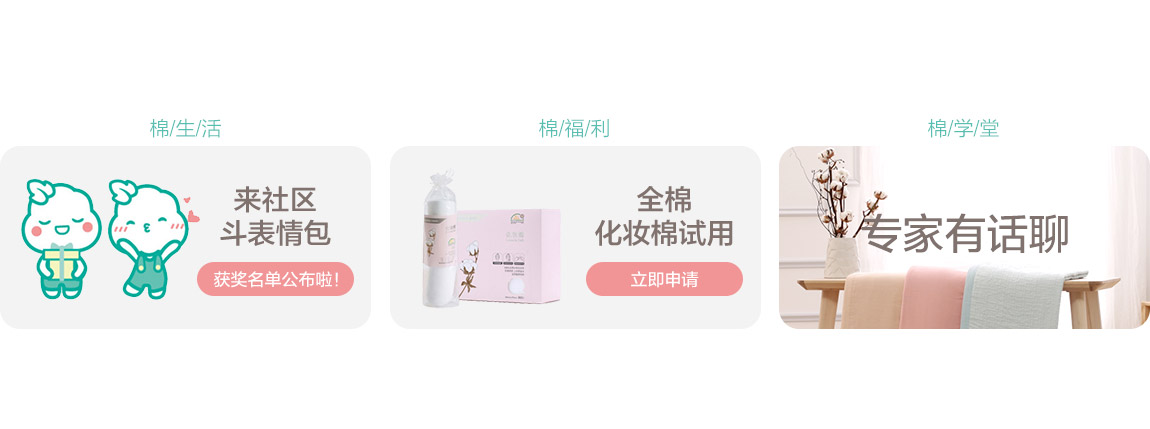 棉/生/活
来社区
斗表情包
获奖名单公布啦！
棉/福/利
全棉
化妆棉试用
立即申请
棉/学/堂
专家有话聊